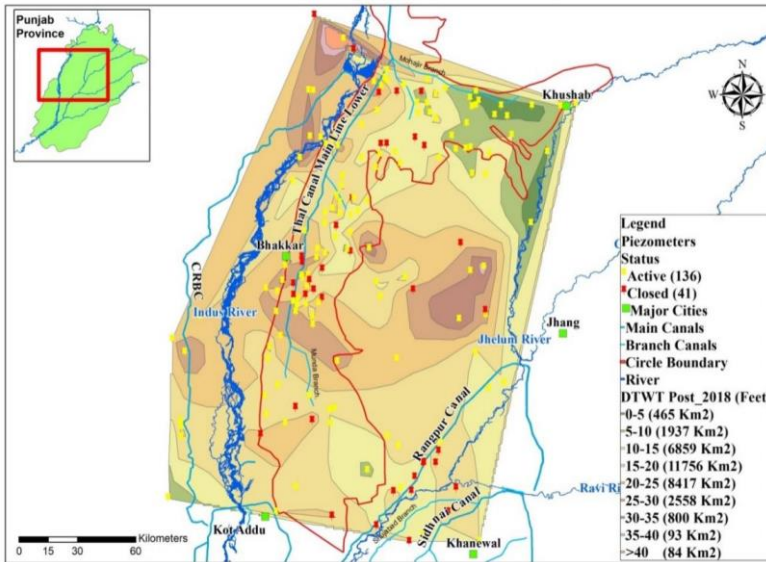 Punjab
Province
N
W
E
S
Mohajir Branch
Khushab
Thal Canal Main Line Lower
Bhakkar
CRBC
Indus River
Jhang
Jhelum River
Munda Branch
Rangpur Canal
Ravi Ri
Sidhnai Canal
Kot Addu
Khanewal
Kilometers
0 15 30 60
Legend
Piezometers
Status
Active (136)
Closed (41)
Major Cities
Main Canals
Branch Canals
Circle Boundary
River
DTWT Post_2018 (Feet
0-5 (465 Km2)
5-10 (1937 Km2)
10-15 (6859 Km2)
15-20 (11756 Km2)
20-25 (8417 Km2)
25-30 (2558 Km2)
30-35 (800 Km2)
35-40 (93 Km2)
>40 (84 Km2)